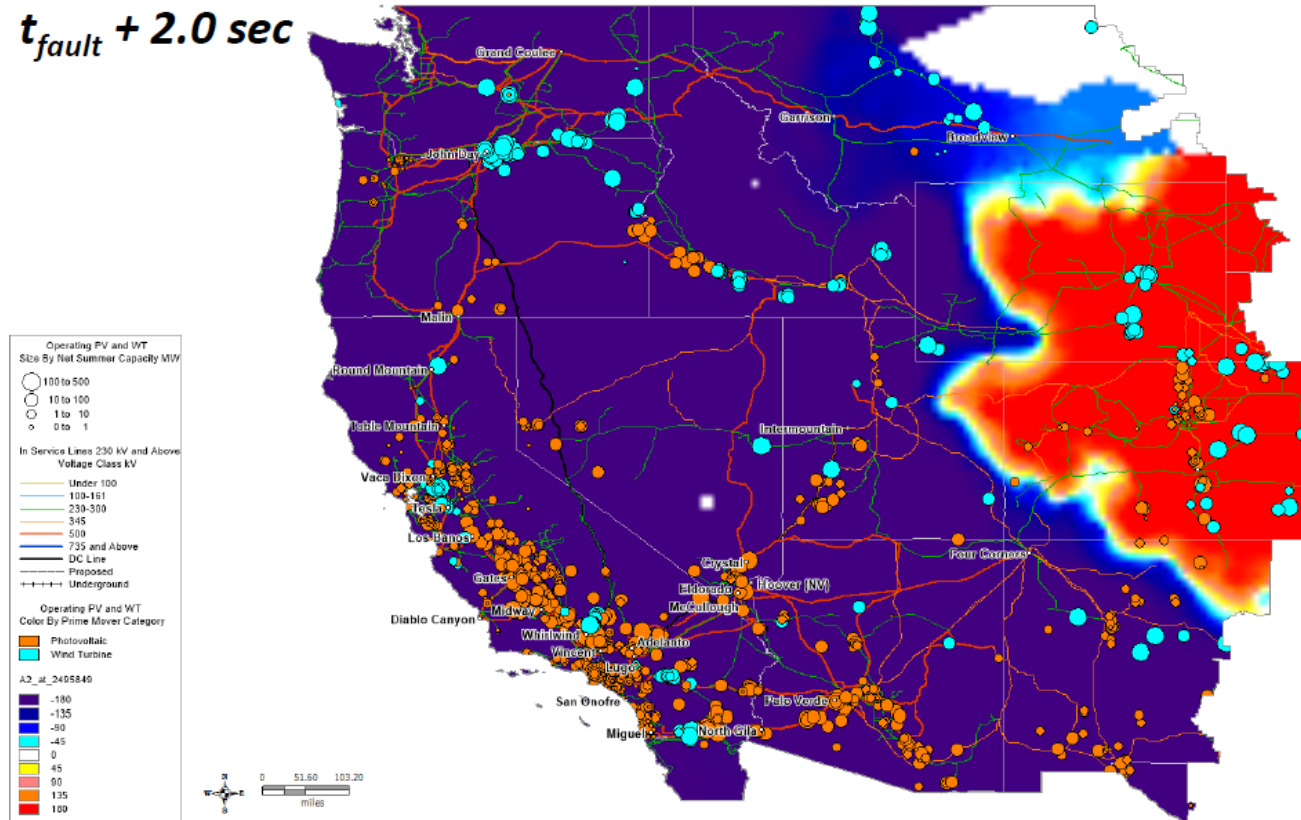 t_fault + 2.0 sec
Grand Coulee
Garrison
Broadview
John Day
Malin
Round Mountain
Table Mountain
Intermountain
Vaca Dixon
Tesla
Los Banos
Four Corners
Crystal
Gates
Hoover (NV)
Eldorado
Midway
McCullough
Diablo Canyon
Whirlwind
Adelanto
Vincent
Lugo
San Onofre
Palo Verde
Miguel
North Gila
Operating PV and WT
Size By Net Summer Capacity MW
100 to 500
10 to 100
1 to 10
0 to 1
In Service Lines 230 kV and Above
Voltage Class kV
Under 100
100-161
230-300
345
500
735 and Above
DC Line
Proposed
Underground
Operating PV and WT
Color By Prime Mover Category
Photovoltaic
Wind Turbine
A2_at_2495849
-180
-135
-90
-45
0
45
90
135
180
N
W E
S
0 51.60 103.20
miles